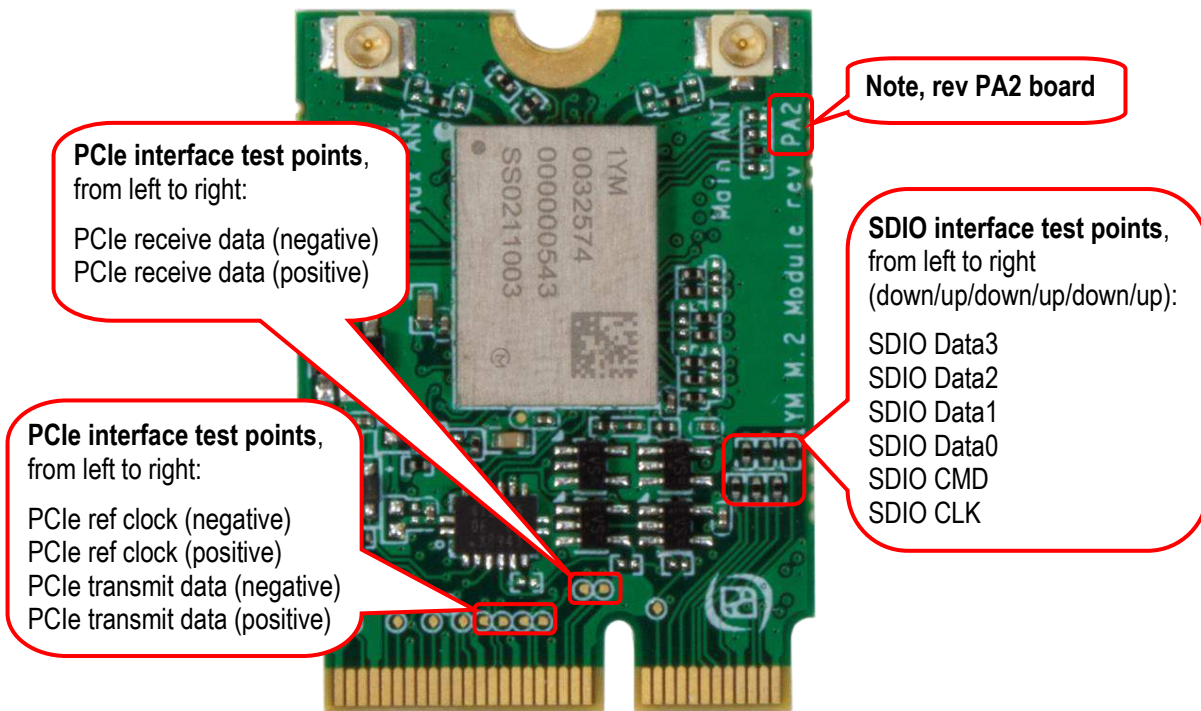 Note, rev PA2 board
PCIe interface test points,
from left to right:
PCIe receive data (negative)
PCIe receive data (positive)
Aux ANT
1YM
0032574
0000000543
SS0211003
Main ANT
1YM M.2 Module rev PA2
SDIO interface test points,
from left to right
(down/up/down/up/down/up):
SDIO Data3
SDIO Data2
SDIO Data1
SDIO Data0
SDIO CMD
SDIO CLK
PCIe interface test points,
from left to right:
PCIe ref clock (negative)
PCIe ref clock (positive)
PCIe transmit data (negative)
PCIe transmit data (positive)